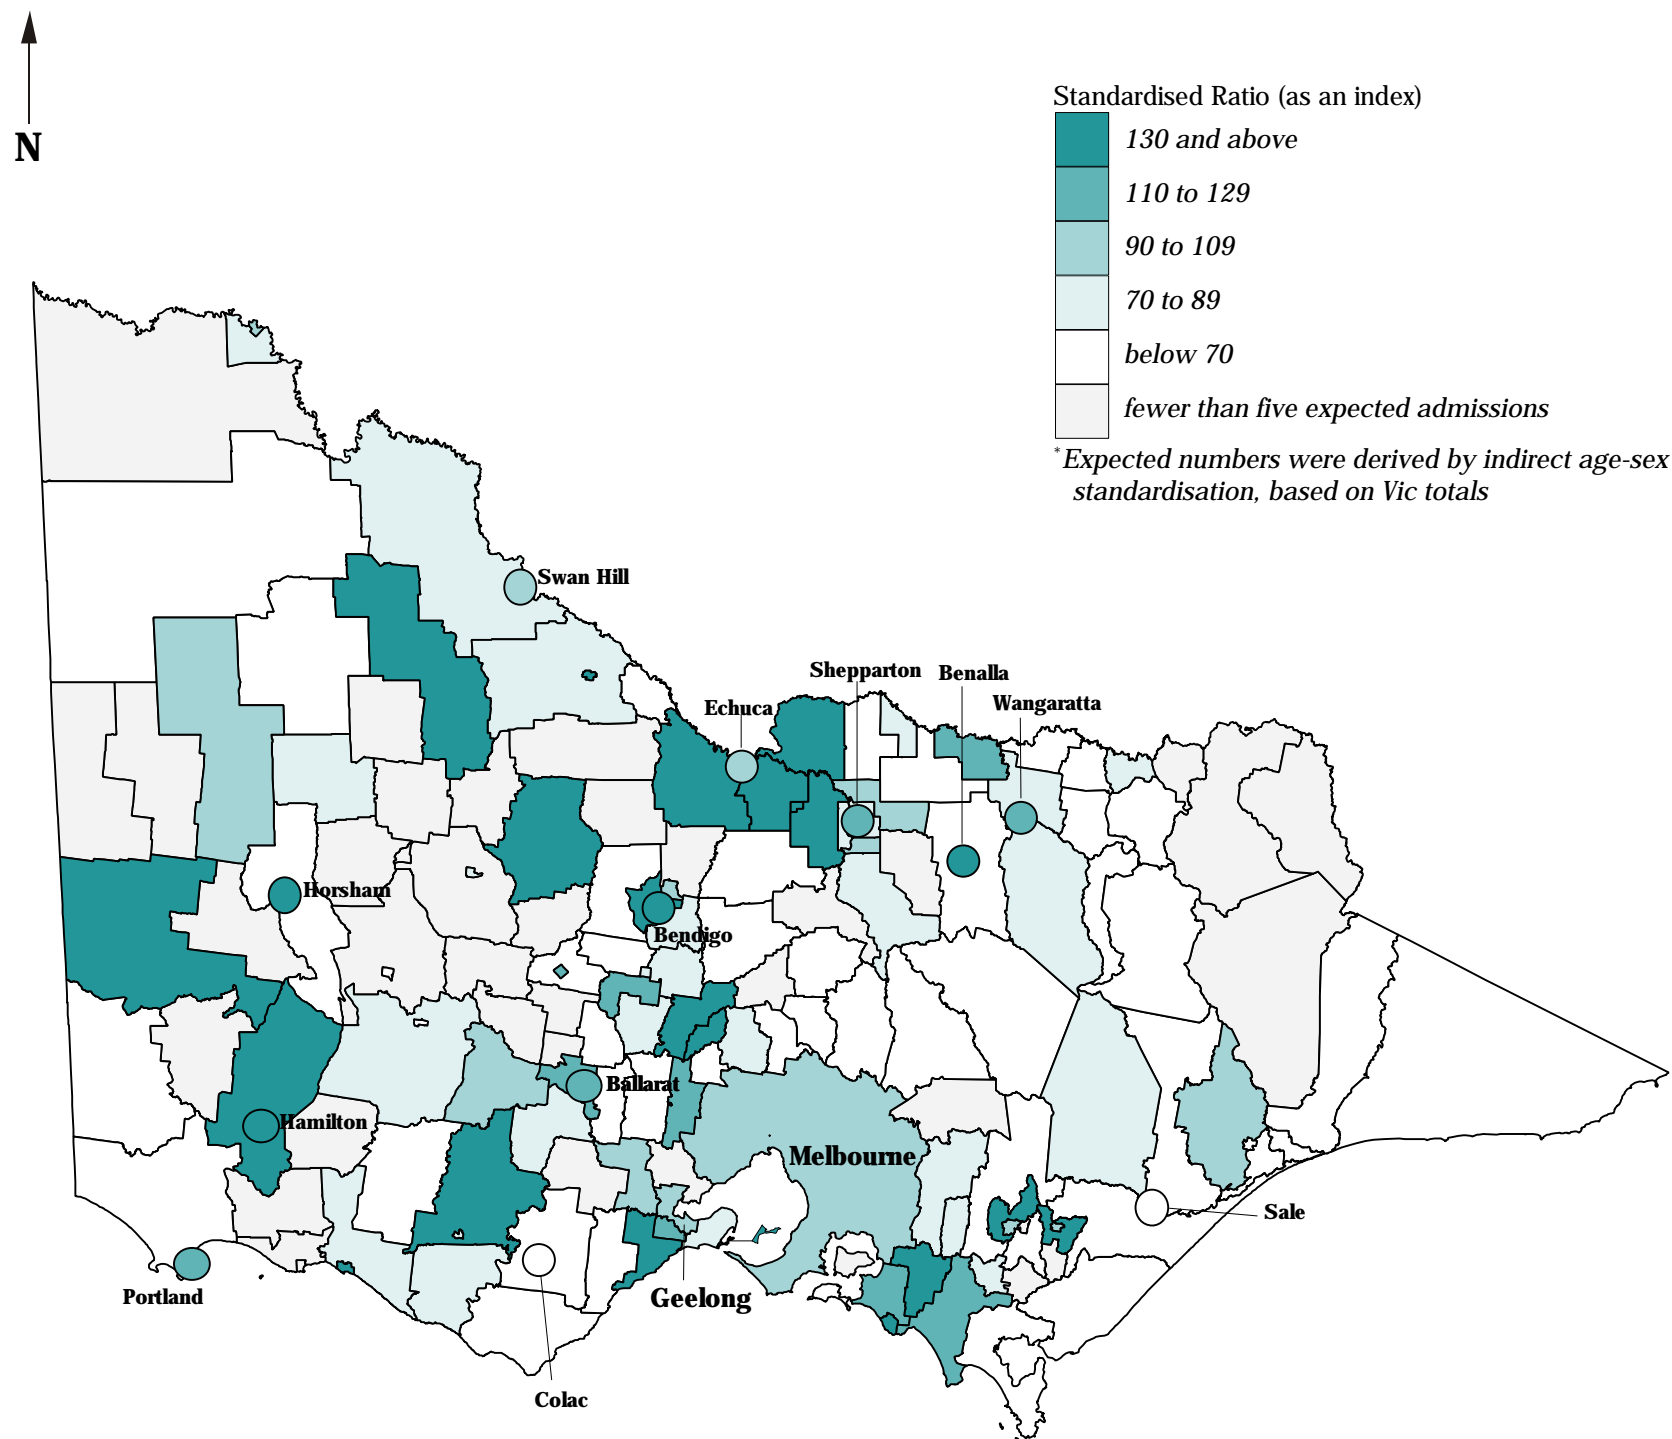 N
Standardised Ratio (as an index)
130 and above
110 to 129
90 to 109
70 to 89
below 70
fewer than five expected admissions
*Expected numbers were derived by indirect age-sex
standardisation, based on Vic totals
Swan Hill
Shepparton
Benalla
Echuca
Wangaratta
Horsham
Bendigo
Ballarat
Hamilton
Melbourne
Sale
Portland
Geelong
Colac